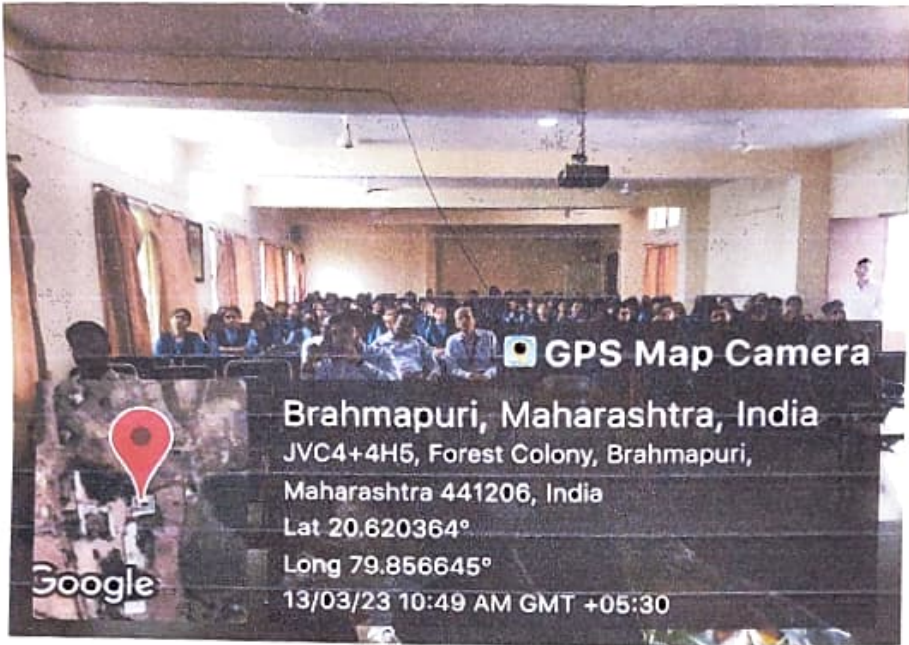 GPS Map Camera
Brahmapuri, Maharashtra, India
JVC4+4H5, Forest Colony, Brahmapuri,
Maharashtra 441206, India
Lat 20.620364°
Long 79.856645°
13/03/23 10:49 AM GMT +05:30
Google